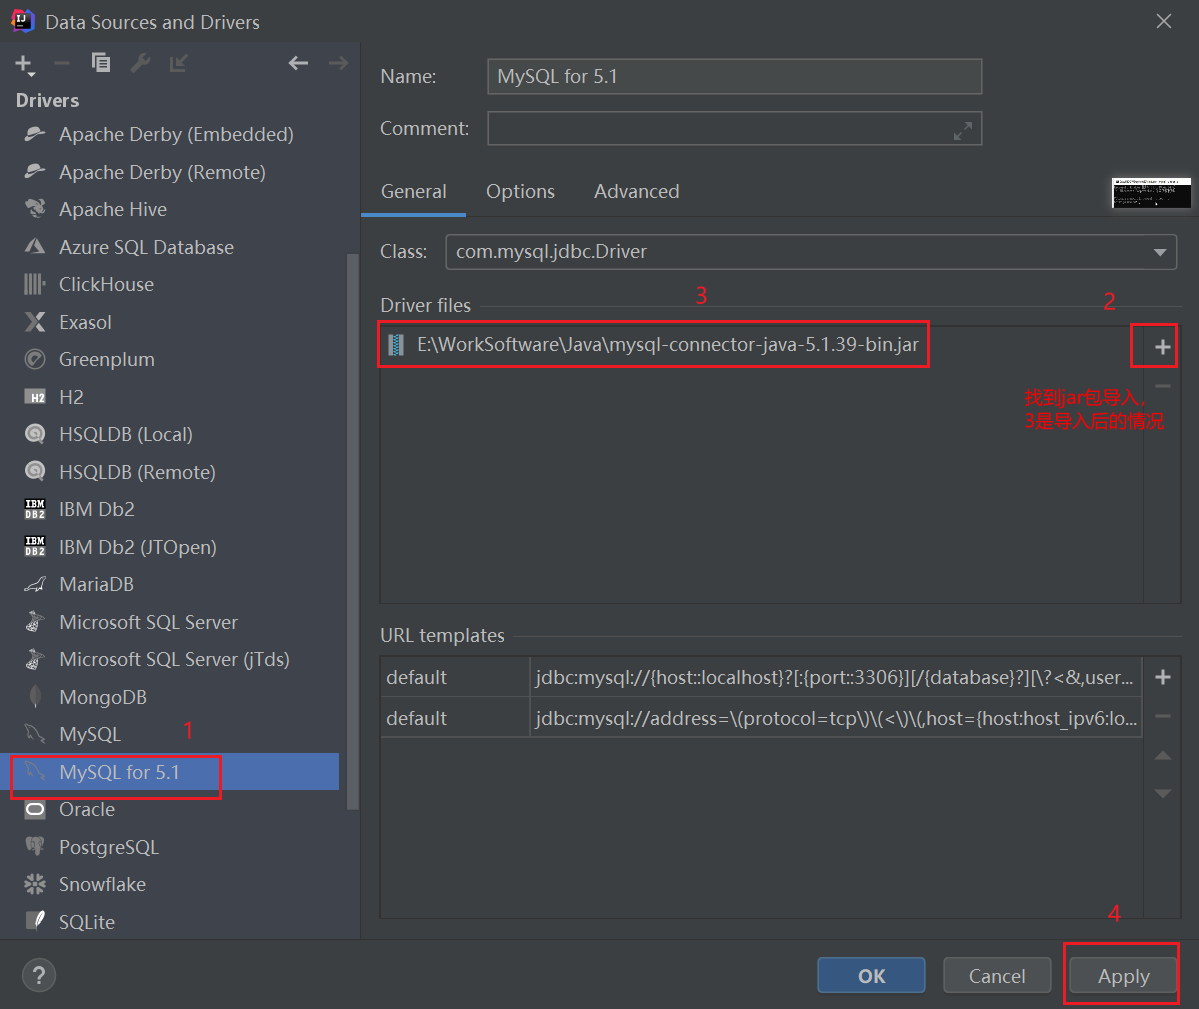 Data Sources and Drivers
Drivers
Apache Derby (Embedded)
Apache Derby (Remote)
Apache Hive
Azure SQL Database
ClickHouse
Exasol
Greenplum
H2
H2
HSQLDB (Local)
HSQLDB (Remote)
IBM DB2
IBM Db2
IBM DB2
IBM Db2 (JTOpen)
MariaDB
Microsoft SQL Server
Microsoft SQL Server (jTds)
MongoDB
MySQL
1
MySQL for 5.1
Oracle
PostgreSQL
Snowflake
SQLite
Name:
MySQL for 5.1
Comment:
General
Options
Advanced
Class:
com.mysql.jdbc.Driver
Driver files
3
2
E:\WorkSoftware\Java\mysql-connector-java-5.1.39-bin.jar
找到jar包导入,
3是导入后的情况
URL templates
default
jdbc:mysql://{host::localhost}?[:{port::3306}][/{database}?][\?<&,user...
default
jdbc:mysql://address=\(protocol=tcp\)\(<\)\(,host={host:host_ipv6:lo...
4
?
OK
Cancel
Apply